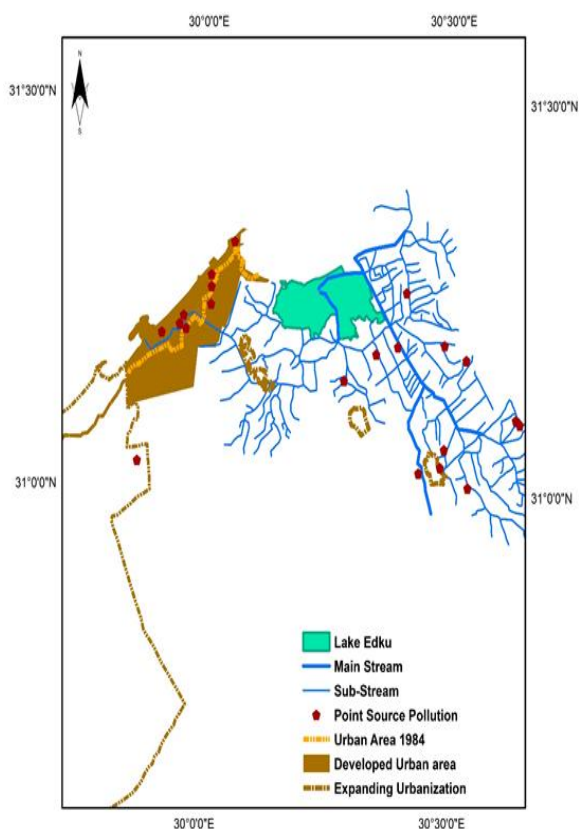 30°0'0"E 30°30'0"E
N
S
31°30'0"N 31°30'0"N
31°0'0"N 31°0'0"N
Lake Edku
Main Stream
Sub-Stream
Point Source Pollution
Urban Area 1984
Developed Urban area
Expanding Urbanization
30°0'0"E 30°30'0"E